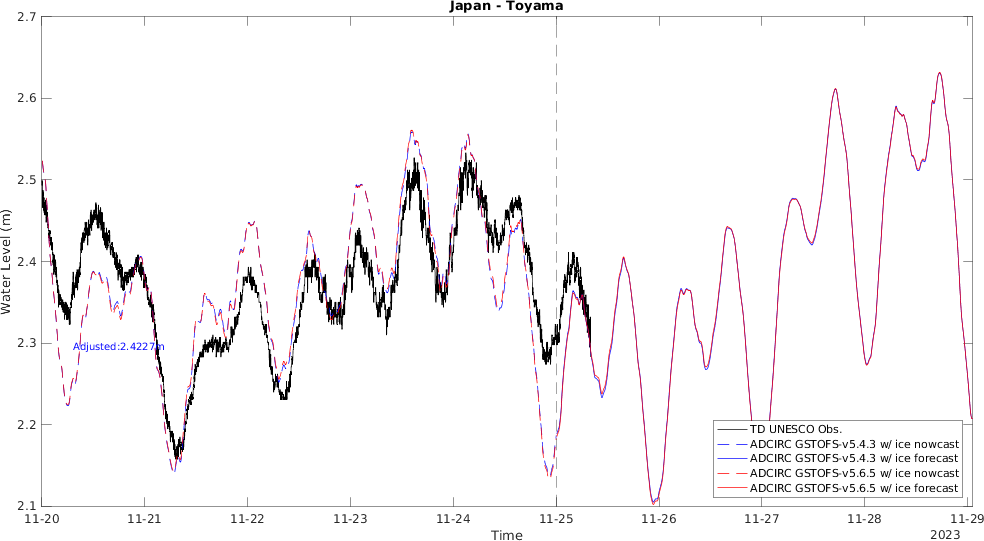 Japan - Toyama
2.7
2.6
2.5
2.4
2.3
2.2
2.1
Water Level (m)
Adjusted:2.4227m
TD UNESCO Obs.
ADCIRC GSTOFS-v5.4.3 w/ ice nowcast
ADCIRC GSTOFS-v5.4.3 w/ ice forecast
ADCIRC GSTOFS-v5.6.5 w/ ice nowcast
ADCIRC GSTOFS-v5.6.5 w/ ice forecast
11-20 11-21 11-22 11-23 11-24 11-25 11-26 11-27 11-28 11-29
Time
2023